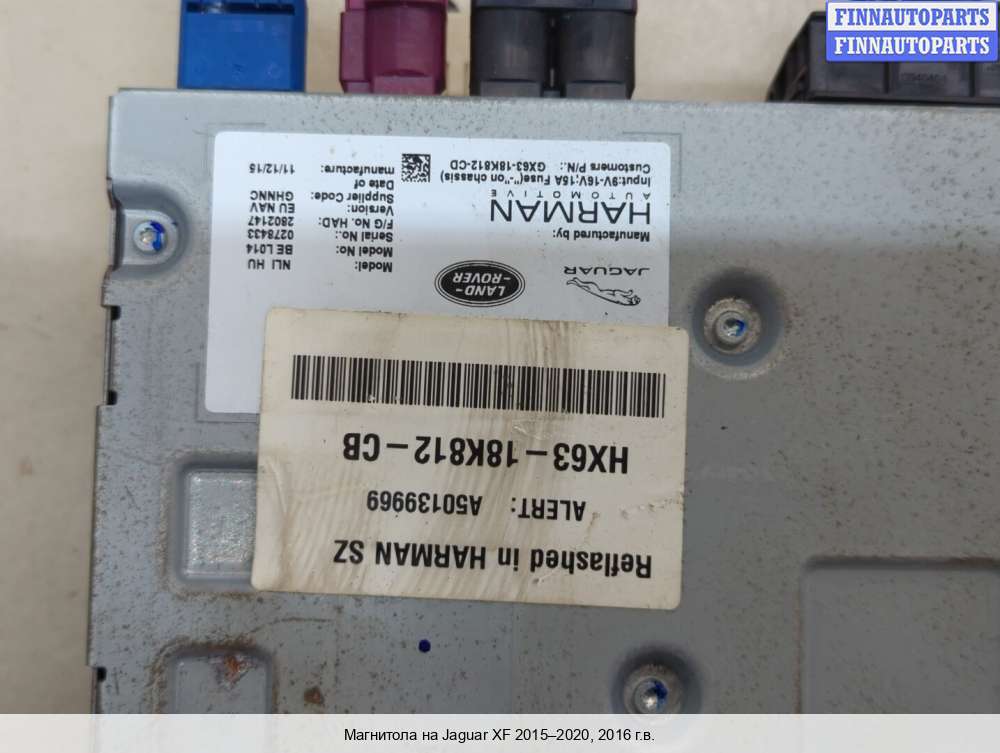 FINNAUTOPARTS
FINNAUTOPARTS
Reflashed in HARMAN SZ
ALERT: A50139969
HX63-18K812-CB
JAGUAR
LAND-
-ROVER
Manufactured by:
HARMAN
AUTOMOTIVE
Input:9V-16V;15A Fuse("-"on chassis)
Customers P/N.: GX63-18K812-CD
Model: NLI HU
Model No: BE L014
Serial No.: 0278433
F/G No. HAD: 2802147
Version: EU NAV
Supplier Code: GHNNC
Date of
manufacture: 11/12/15
Магнитола на Jaguar XF 2015–2020, 2016 г.в.